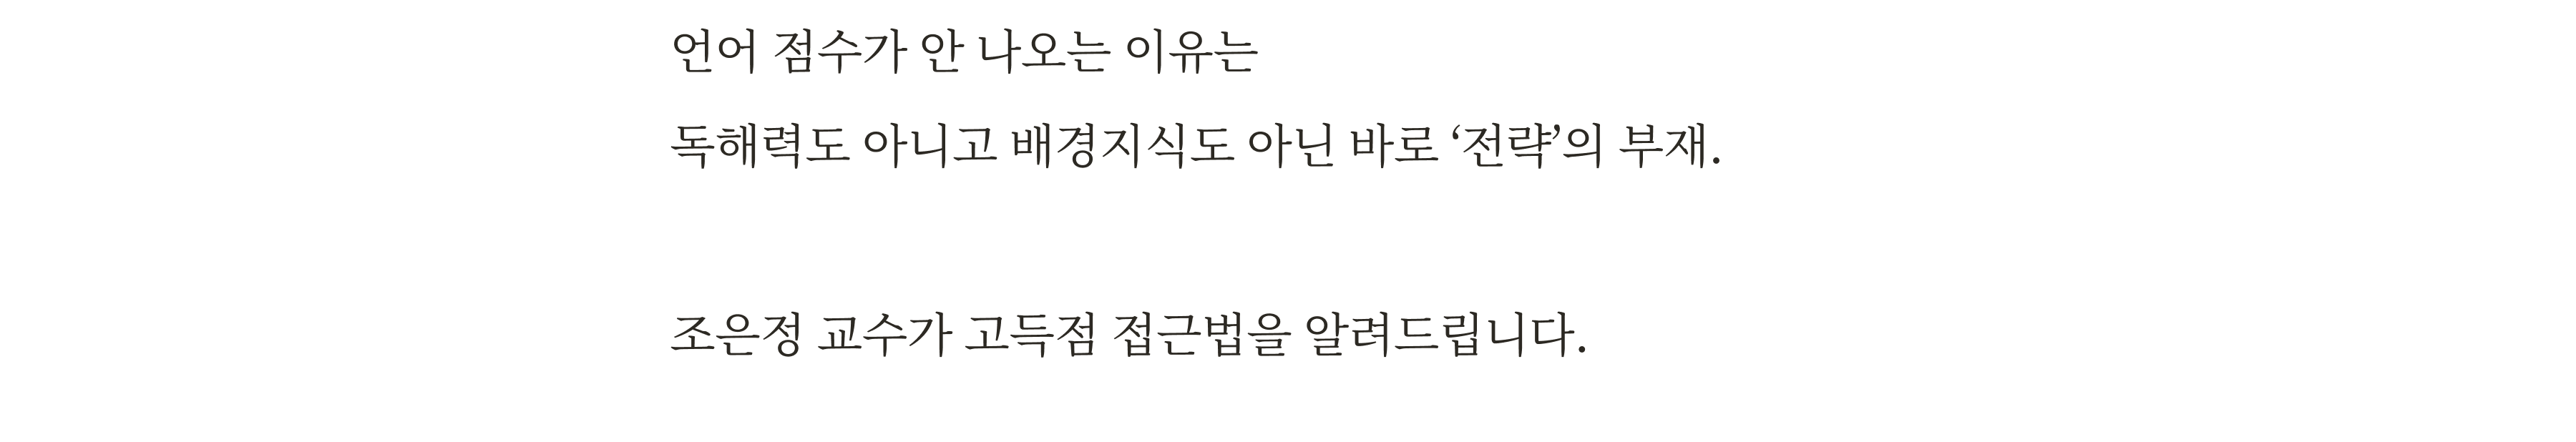 언어 점수가 안 나오는 이유는
독해력도 아니고 배경지식도 아닌 바로 ‘전략’의 부재.
조은정 교수가 고득점 접근법을 알려드립니다.